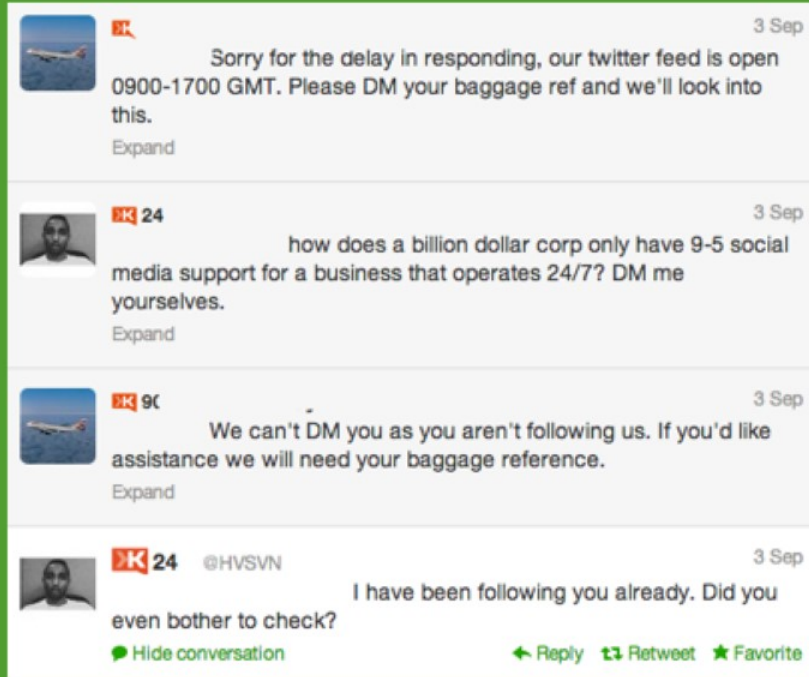 3 Sep
Sorry for the delay in responding, our twitter feed is open
0900-1700 GMT. Please DM your baggage ref and we'll look into
this.
Expand
K 24 3 Sep
how does a billion dollar corp only have 9-5 social
media support for a business that operates 24/7? DM me
yourselves.
Expand
K 3 Sep
We can't DM you as you aren't following us. If you'd like
assistance we will need your baggage reference.
Expand
K 24 @HVSVN 3 Sep
I have been following you already. Did you
even bother to check?
Hide conversation Reply Retweet Favorite